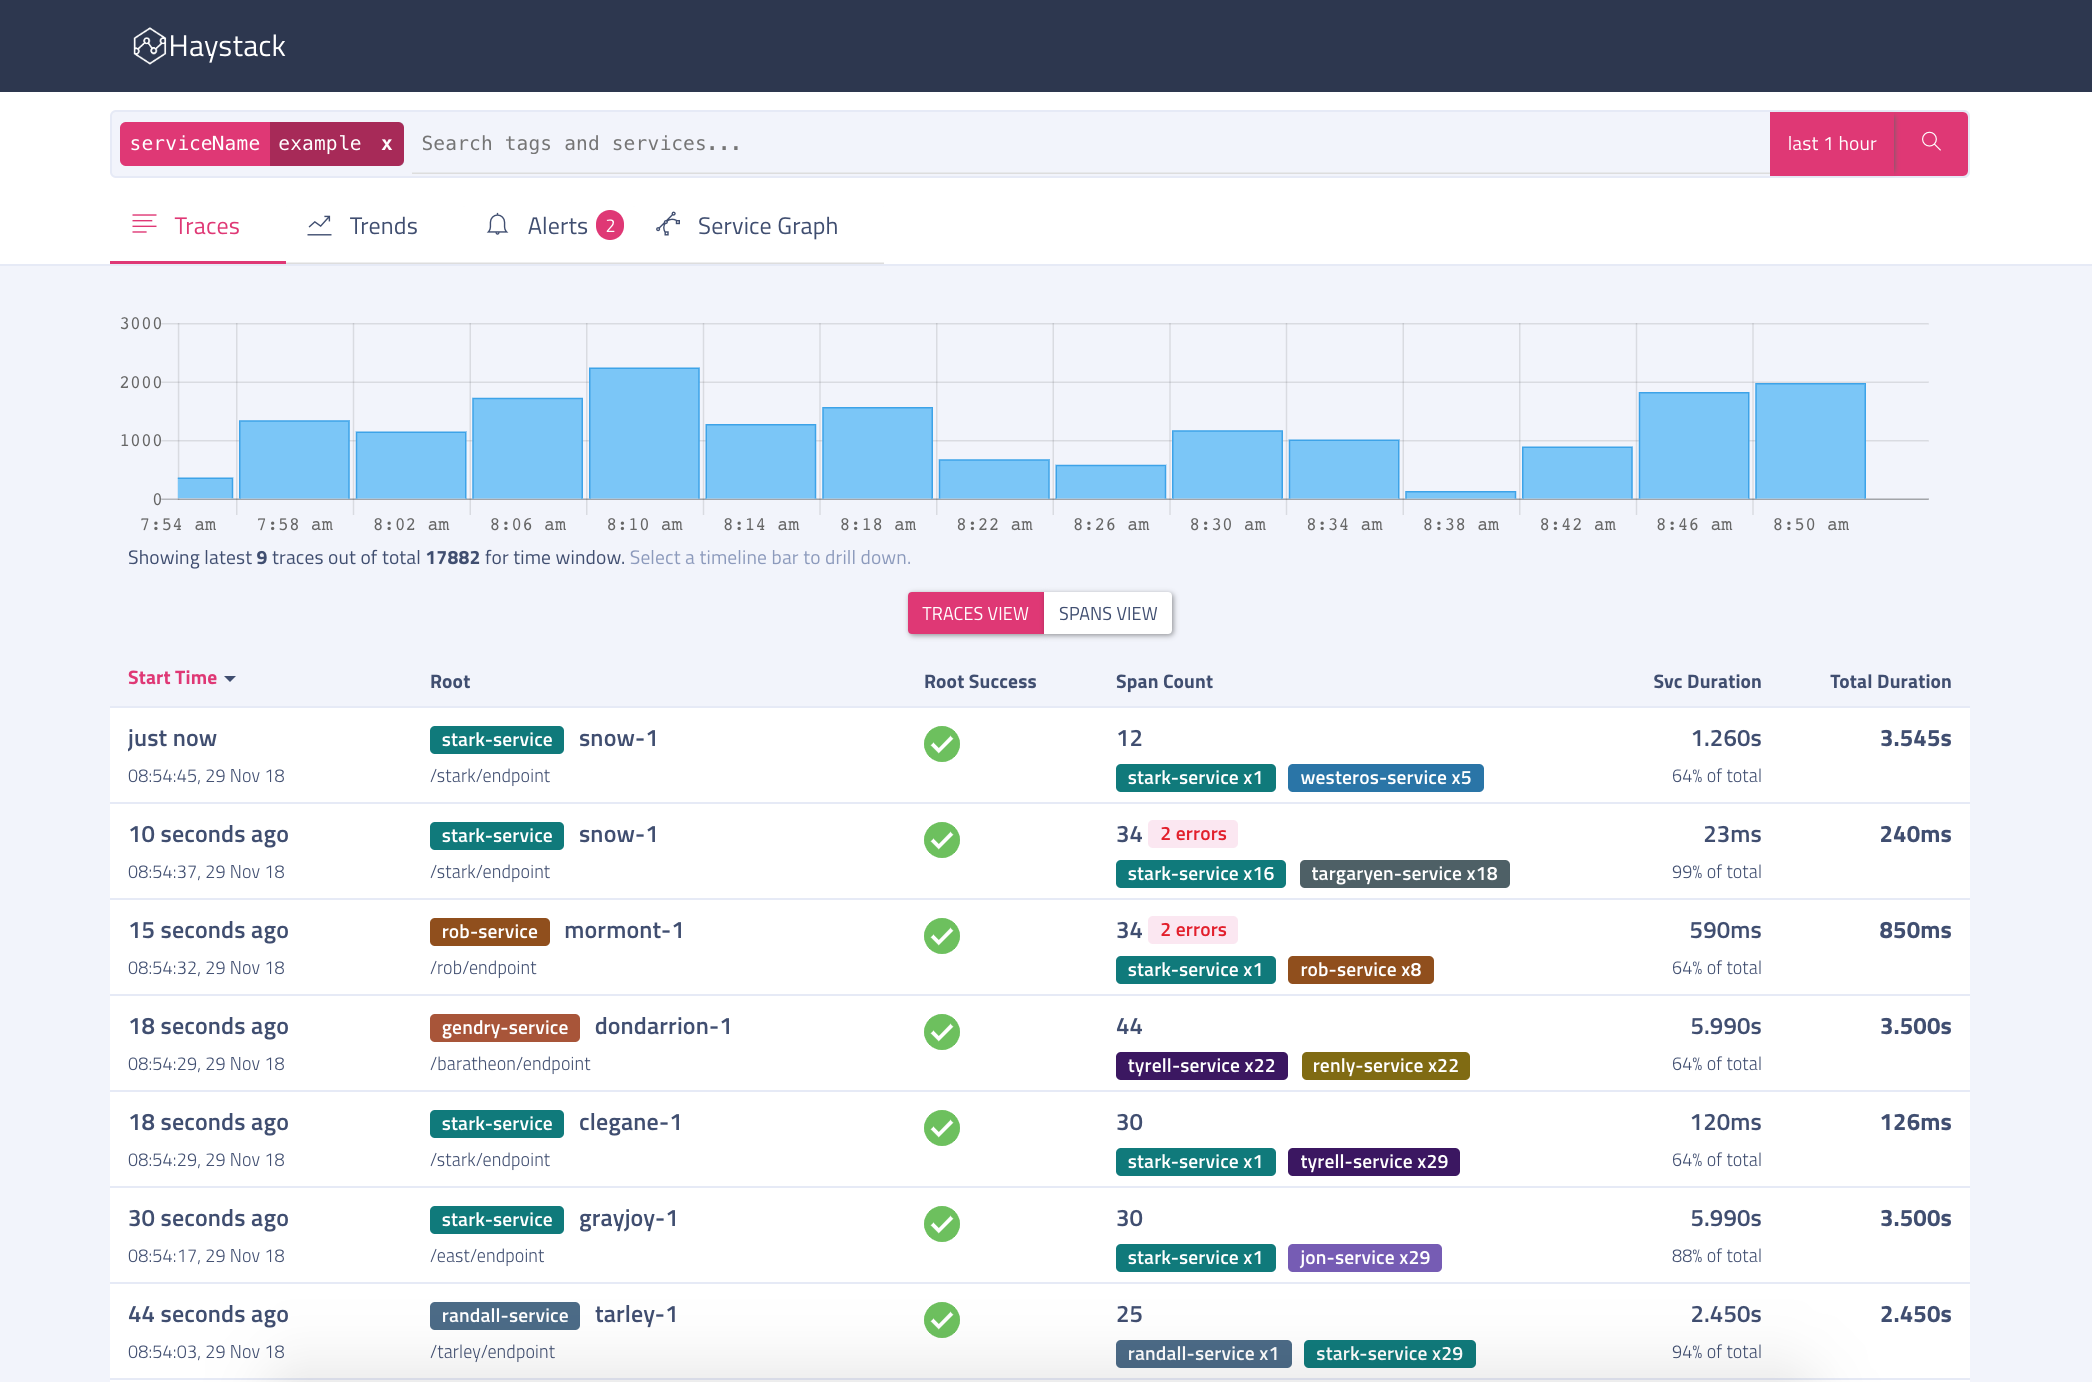 Haystack
serviceName example x Search tags and services... last 1 hour
Traces Trends Alerts 2 Service Graph
3000
2000
1000
0
7:54 am 7:58 am 8:02 am 8:06 am 8:10 am 8:14 am 8:18 am 8:22 am 8:26 am 8:30 am 8:34 am 8:38 am 8:42 am 8:46 am 8:50 am
Showing latest 9 traces out of total 17882 for time window. Select a timeline bar to drill down.
TRACES VIEW SPANS VIEW
Start Time Root Root Success Span Count Svc Duration Total Duration
just now stark-service snow-1 12 1.260s 3.545s
08:54:45, 29 Nov 18 /stark/endpoint stark-service x1 westeros-service x5 64% of total
10 seconds ago stark-service snow-1 34 2 errors 23ms 240ms
08:54:37, 29 Nov 18 /stark/endpoint stark-service x16 targaryen-service x18 99% of total
15 seconds ago rob-service mormont-1 34 2 errors 590ms 850ms
08:54:32, 29 Nov 18 /rob/endpoint stark-service x1 rob-service x8 64% of total
18 seconds ago gendry-service dondarrion-1 44 5.990s 3.500s
08:54:29, 29 Nov 18 /baratheon/endpoint tyrell-service x22 renly-service x22 64% of total
18 seconds ago stark-service clegane-1 30 120ms 126ms
08:54:29, 29 Nov 18 /stark/endpoint stark-service x1 tyrell-service x29 64% of total
30 seconds ago stark-service grayjoy-1 30 5.990s 3.500s
08:54:17, 29 Nov 18 /east/endpoint stark-service x1 jon-service x29 88% of total
44 seconds ago randall-service tarley-1 25 2.450s 2.450s
08:54:03, 29 Nov 18 /tarley/endpoint randall-service x1 stark-service x29 94% of total